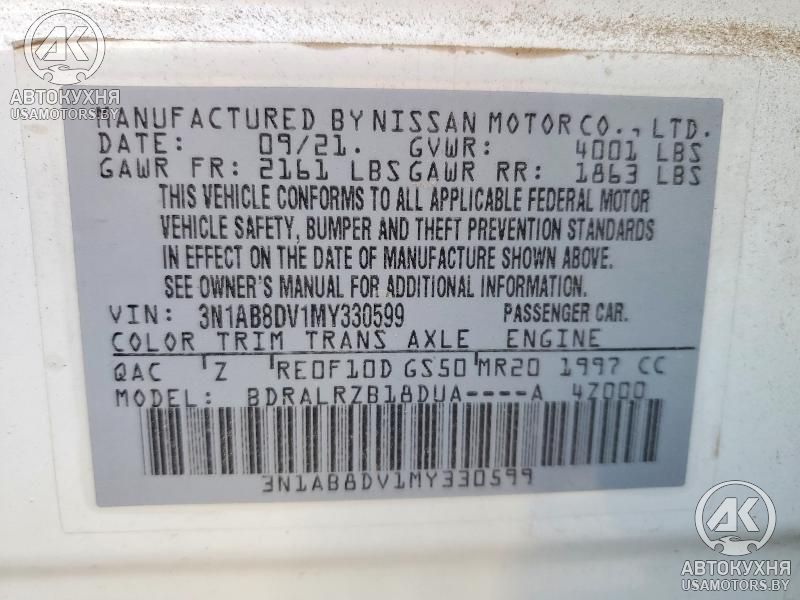 АК
АВТОКУХНЯ
USAMOTORS.BY
MANUFACTURED BY NISSAN MOTOR CO., LTD.
DATE: 09/21. GVWR: 4001 LBS
GAWR FR: 2161 LBS GAWR RR: 1863 LBS
THIS VEHICLE CONFORMS TO ALL APPLICABLE FEDERAL MOTOR
VEHICLE SAFETY, BUMPER AND THEFT PREVENTION STANDARDS
IN EFFECT ON THE DATE OF MANUFACTURE SHOWN ABOVE.
SEE OWNER'S MANUAL FOR ADDITIONAL INFORMATION.
VIN: 3N1AB8DV1MY330599 PASSENGER CAR.
COLOR TRIM TRANS AXLE ENGINE
QAC Z RE0F10D GS50 MR20 1997 CC
MODEL: BDRALRZB18DUA----A 4Z000
3N1AB8DV1MY330599
АК
АВТОКУХНЯ
USAMOTORS.BY